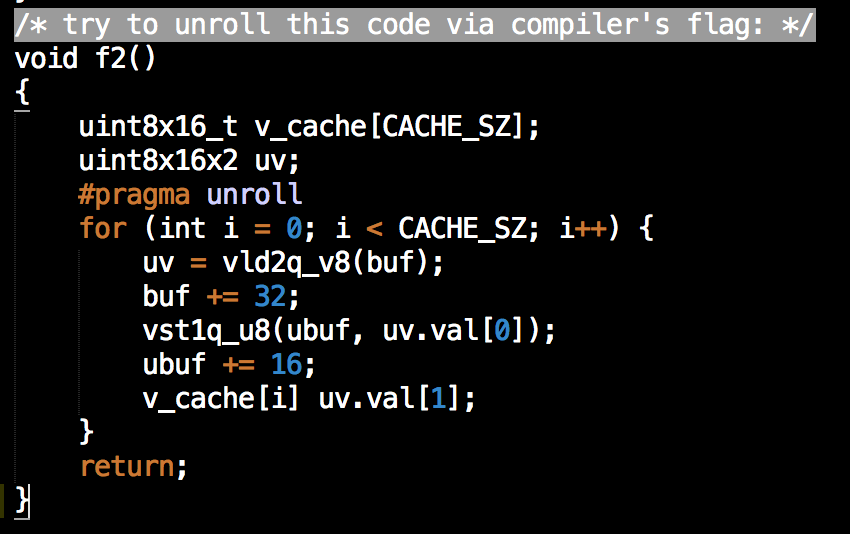 /* try to unroll this code via compiler's flag: */
void f2()
{
    uint8x16_t v_cache[CACHE_SZ];
    uint8x16x2 uv;
    #pragma unroll
    for (int i = 0; i < CACHE_SZ; i++) {
        uv = vld2q_v8(buf);
        buf += 32;
        vst1q_u8(ubuf, uv.val[0]);
        ubuf += 16;
        v_cache[i] uv.val[1];
    }
    return;
}